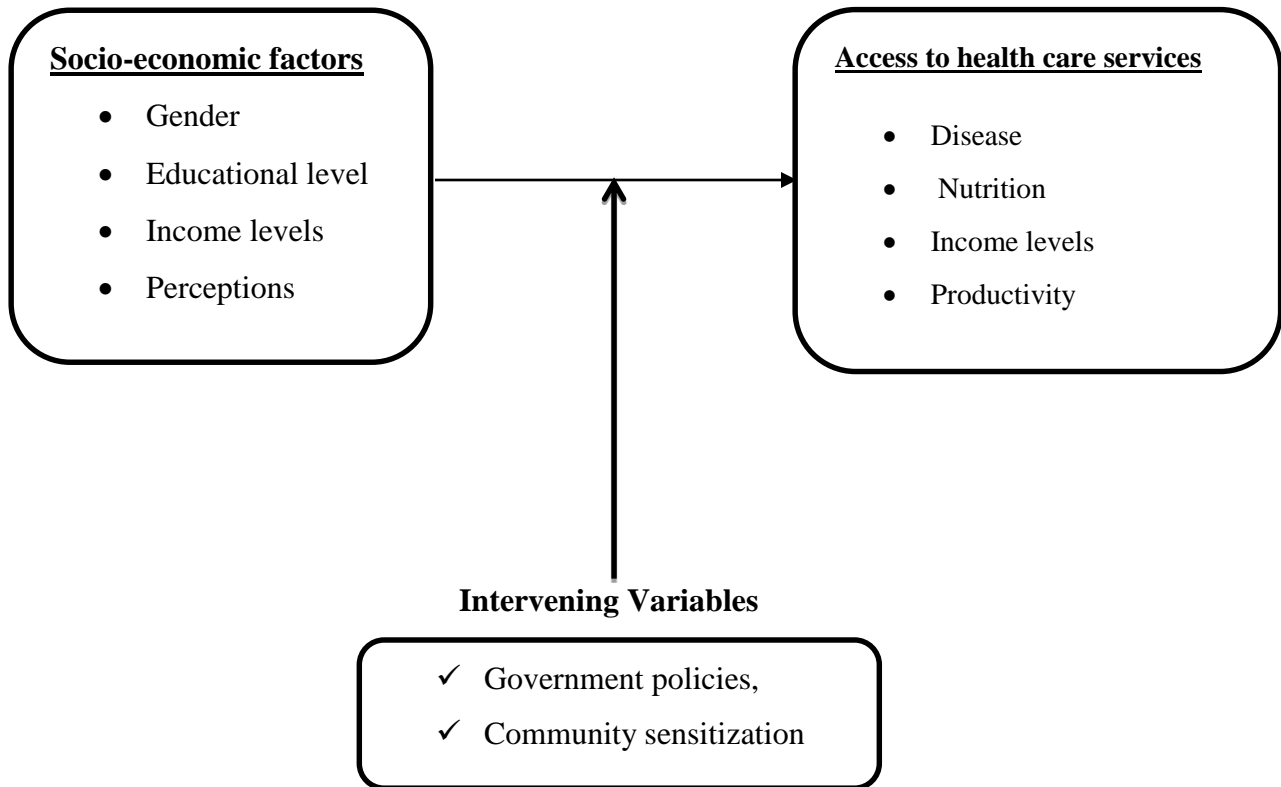 Socio-economic factors
• Gender
• Educational level
• Income levels
• Perceptions
Access to health care services
• Disease
• Nutrition
• Income levels
• Productivity
Intervening Variables
✓ Government policies,
✓ Community sensitization